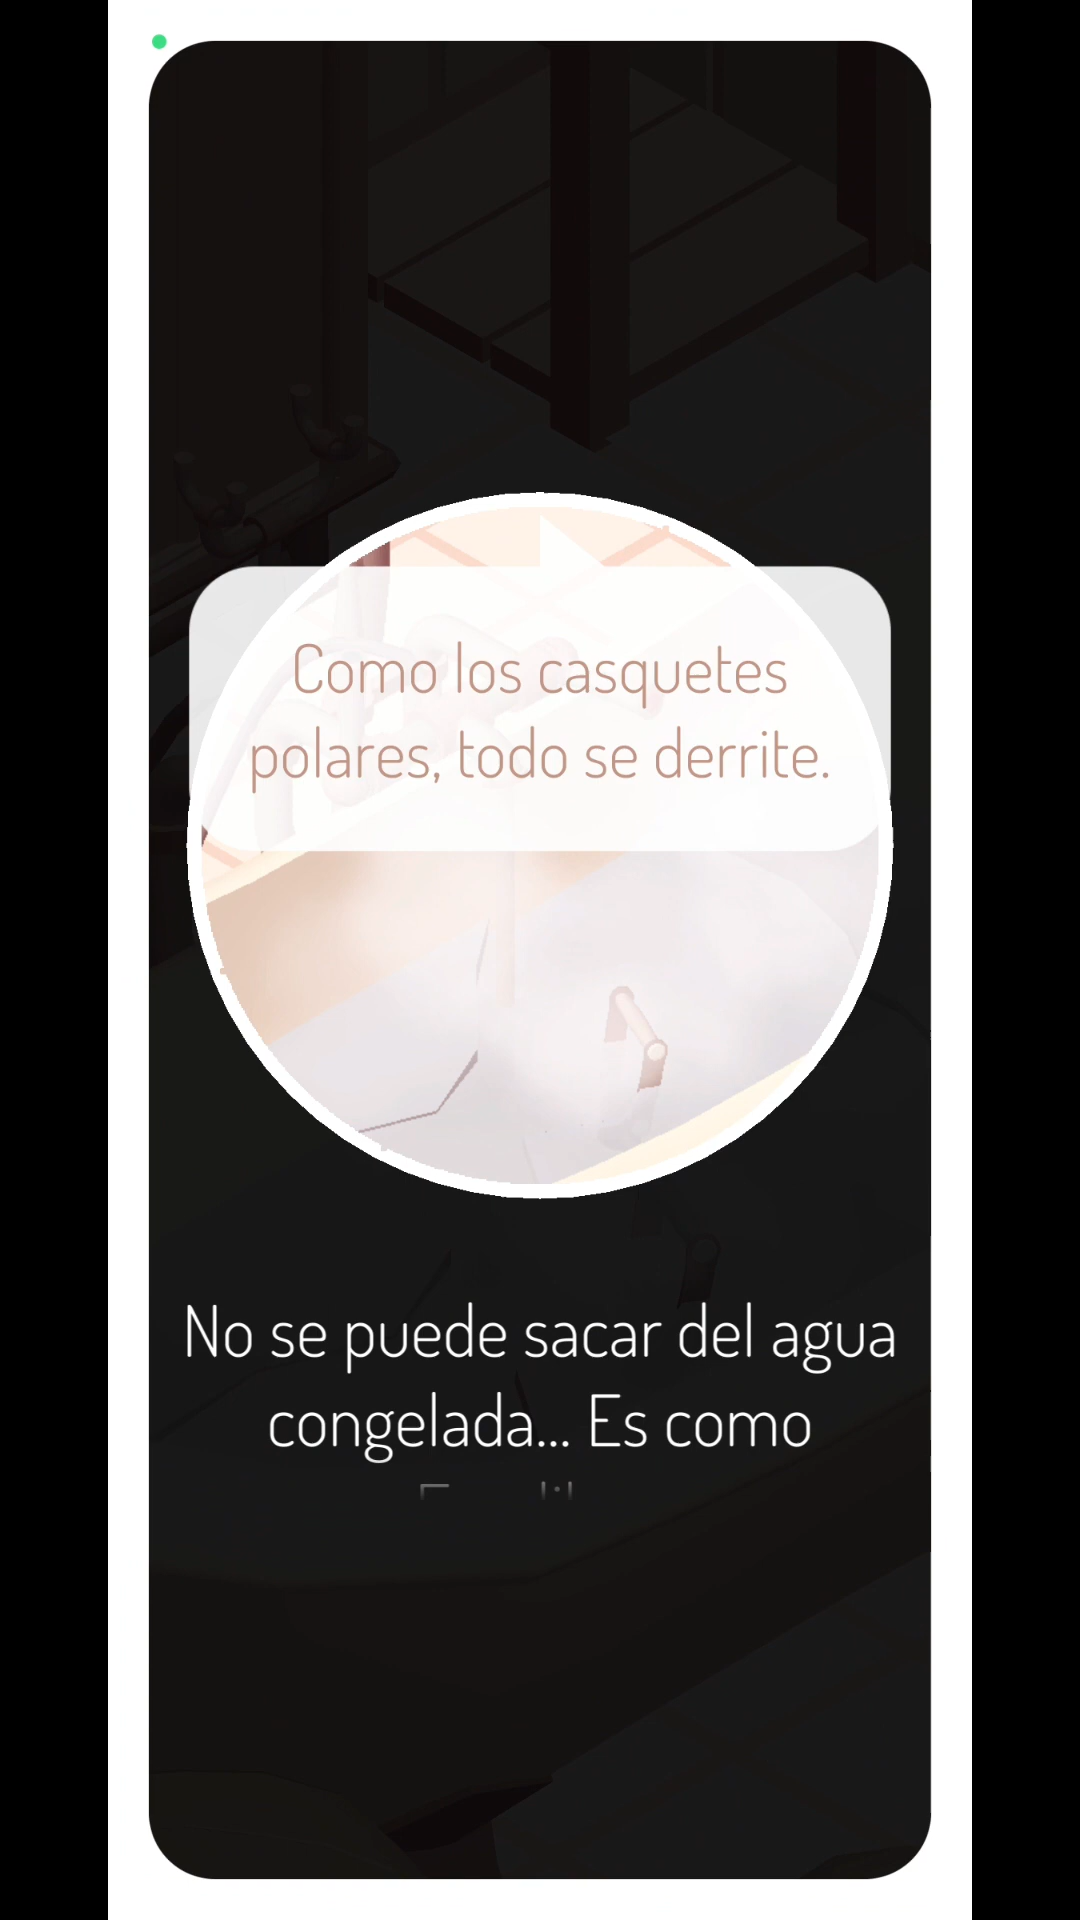 Como los casquetes
polares, todo se derrite.
No se puede sacar del agua
congelada... Es como